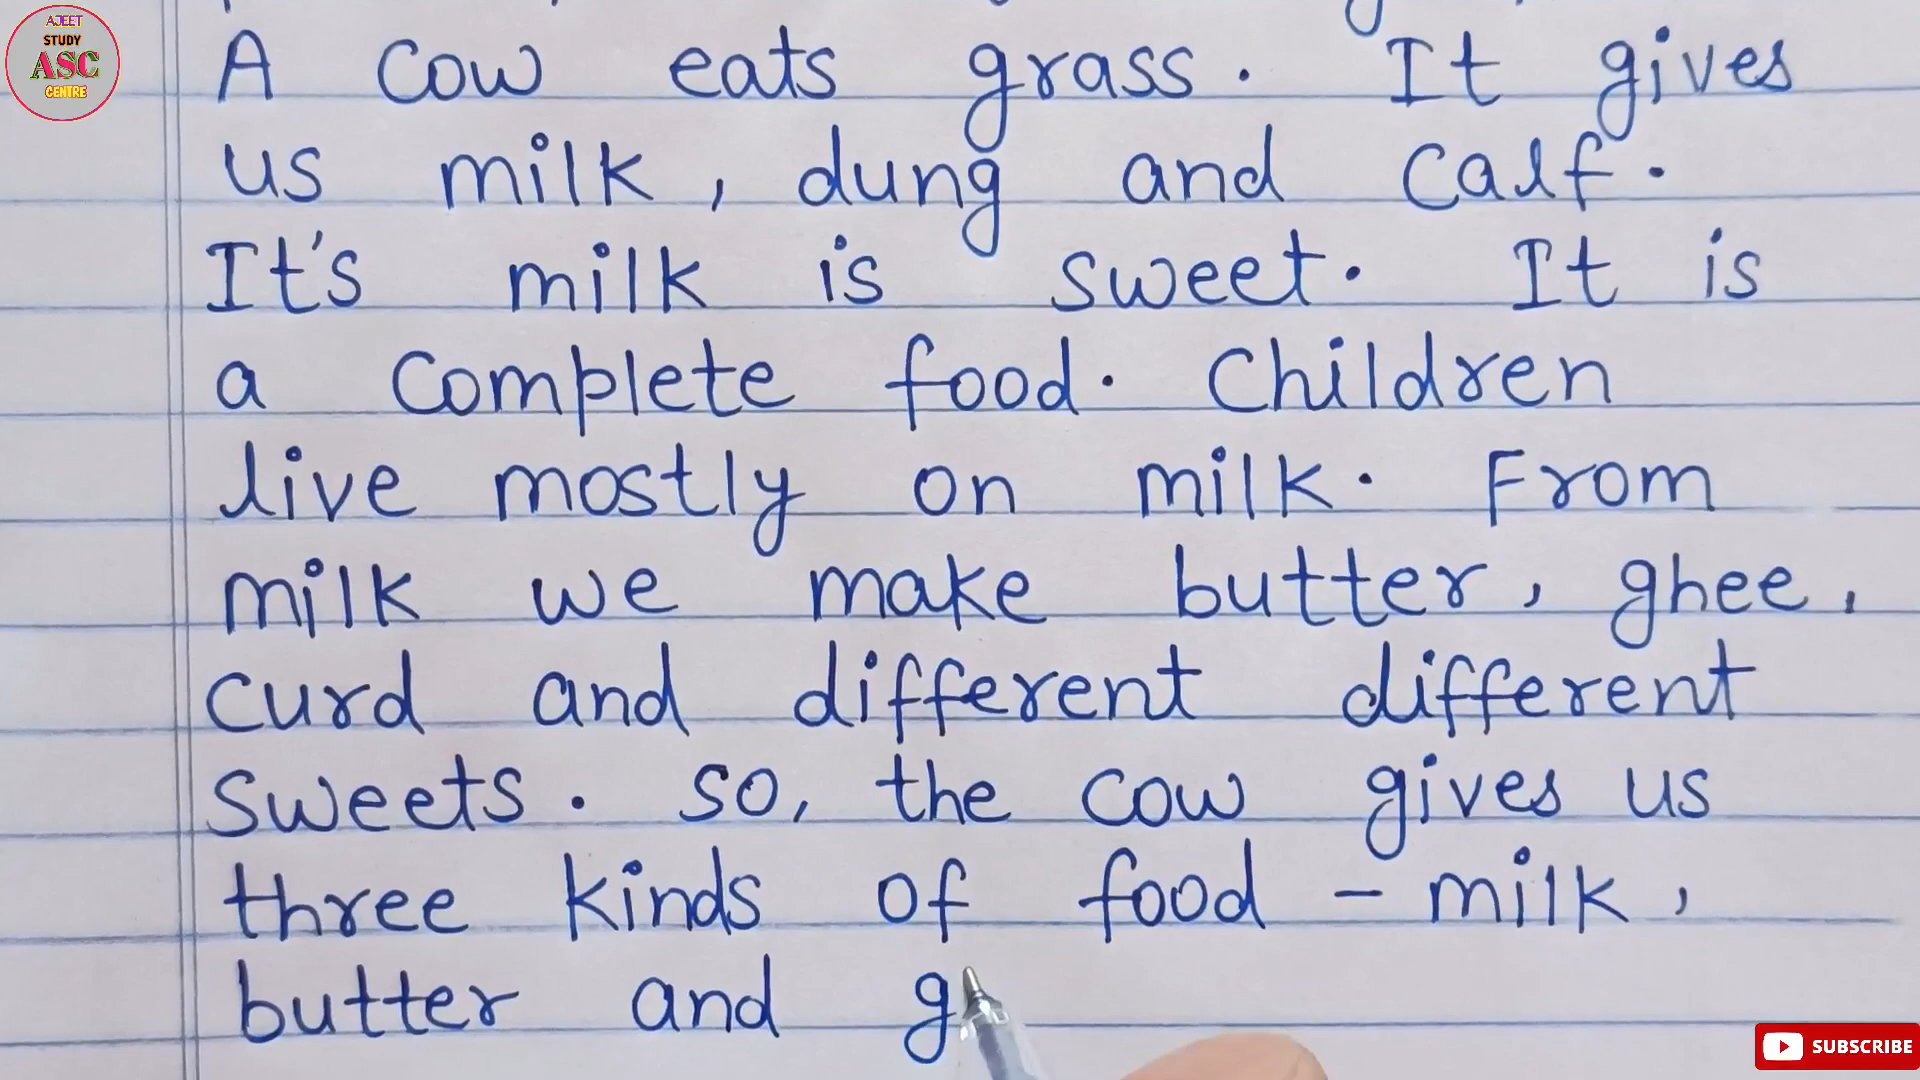 AJEET
STUDY
ASC
CENTRE
A cow eats grass. It gives
us milk, dung and calf.
It's milk is sweet. It is
a complete food. Children
live mostly on milk. From
milk we make butter, ghee,
curd and different different
sweets. so, the cow gives us
three kinds of food - milk,
butter and g
SUBSCRIBE